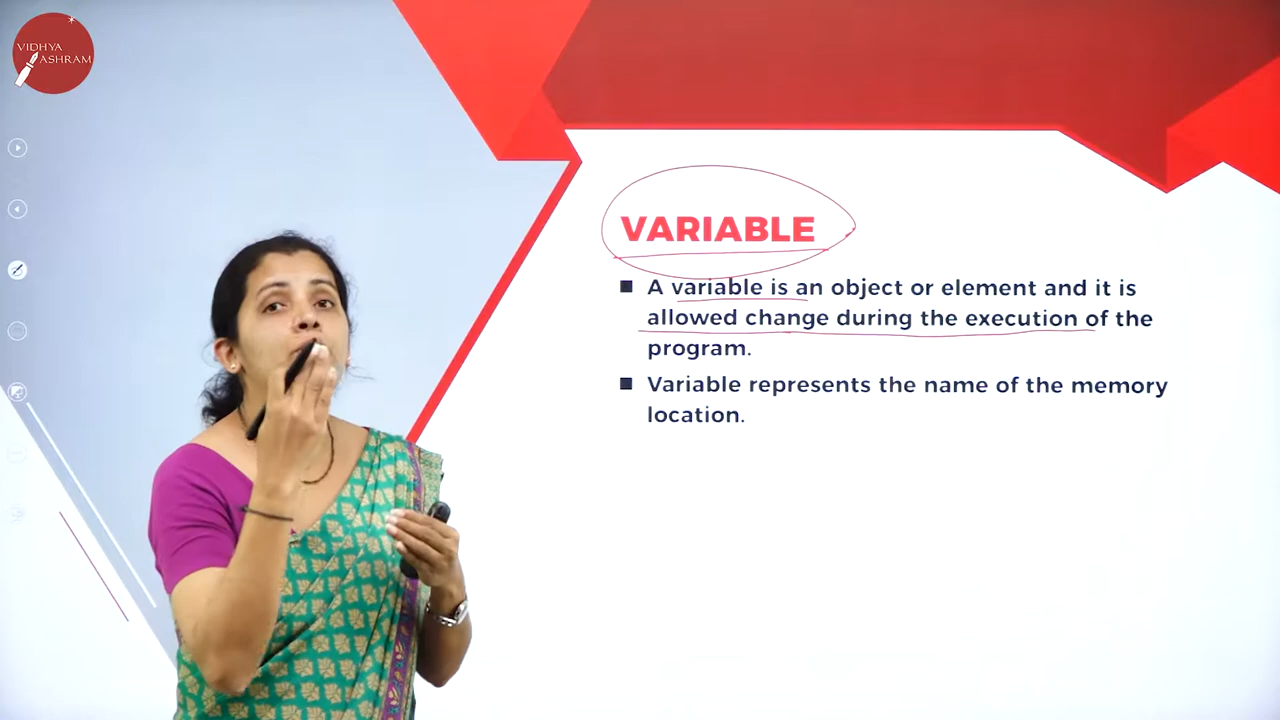 VIDHYA
ASHRAM
VARIABLE
A variable is an object or element and it is
allowed change during the execution of the
program.
Variable represents the name of the memory
location.